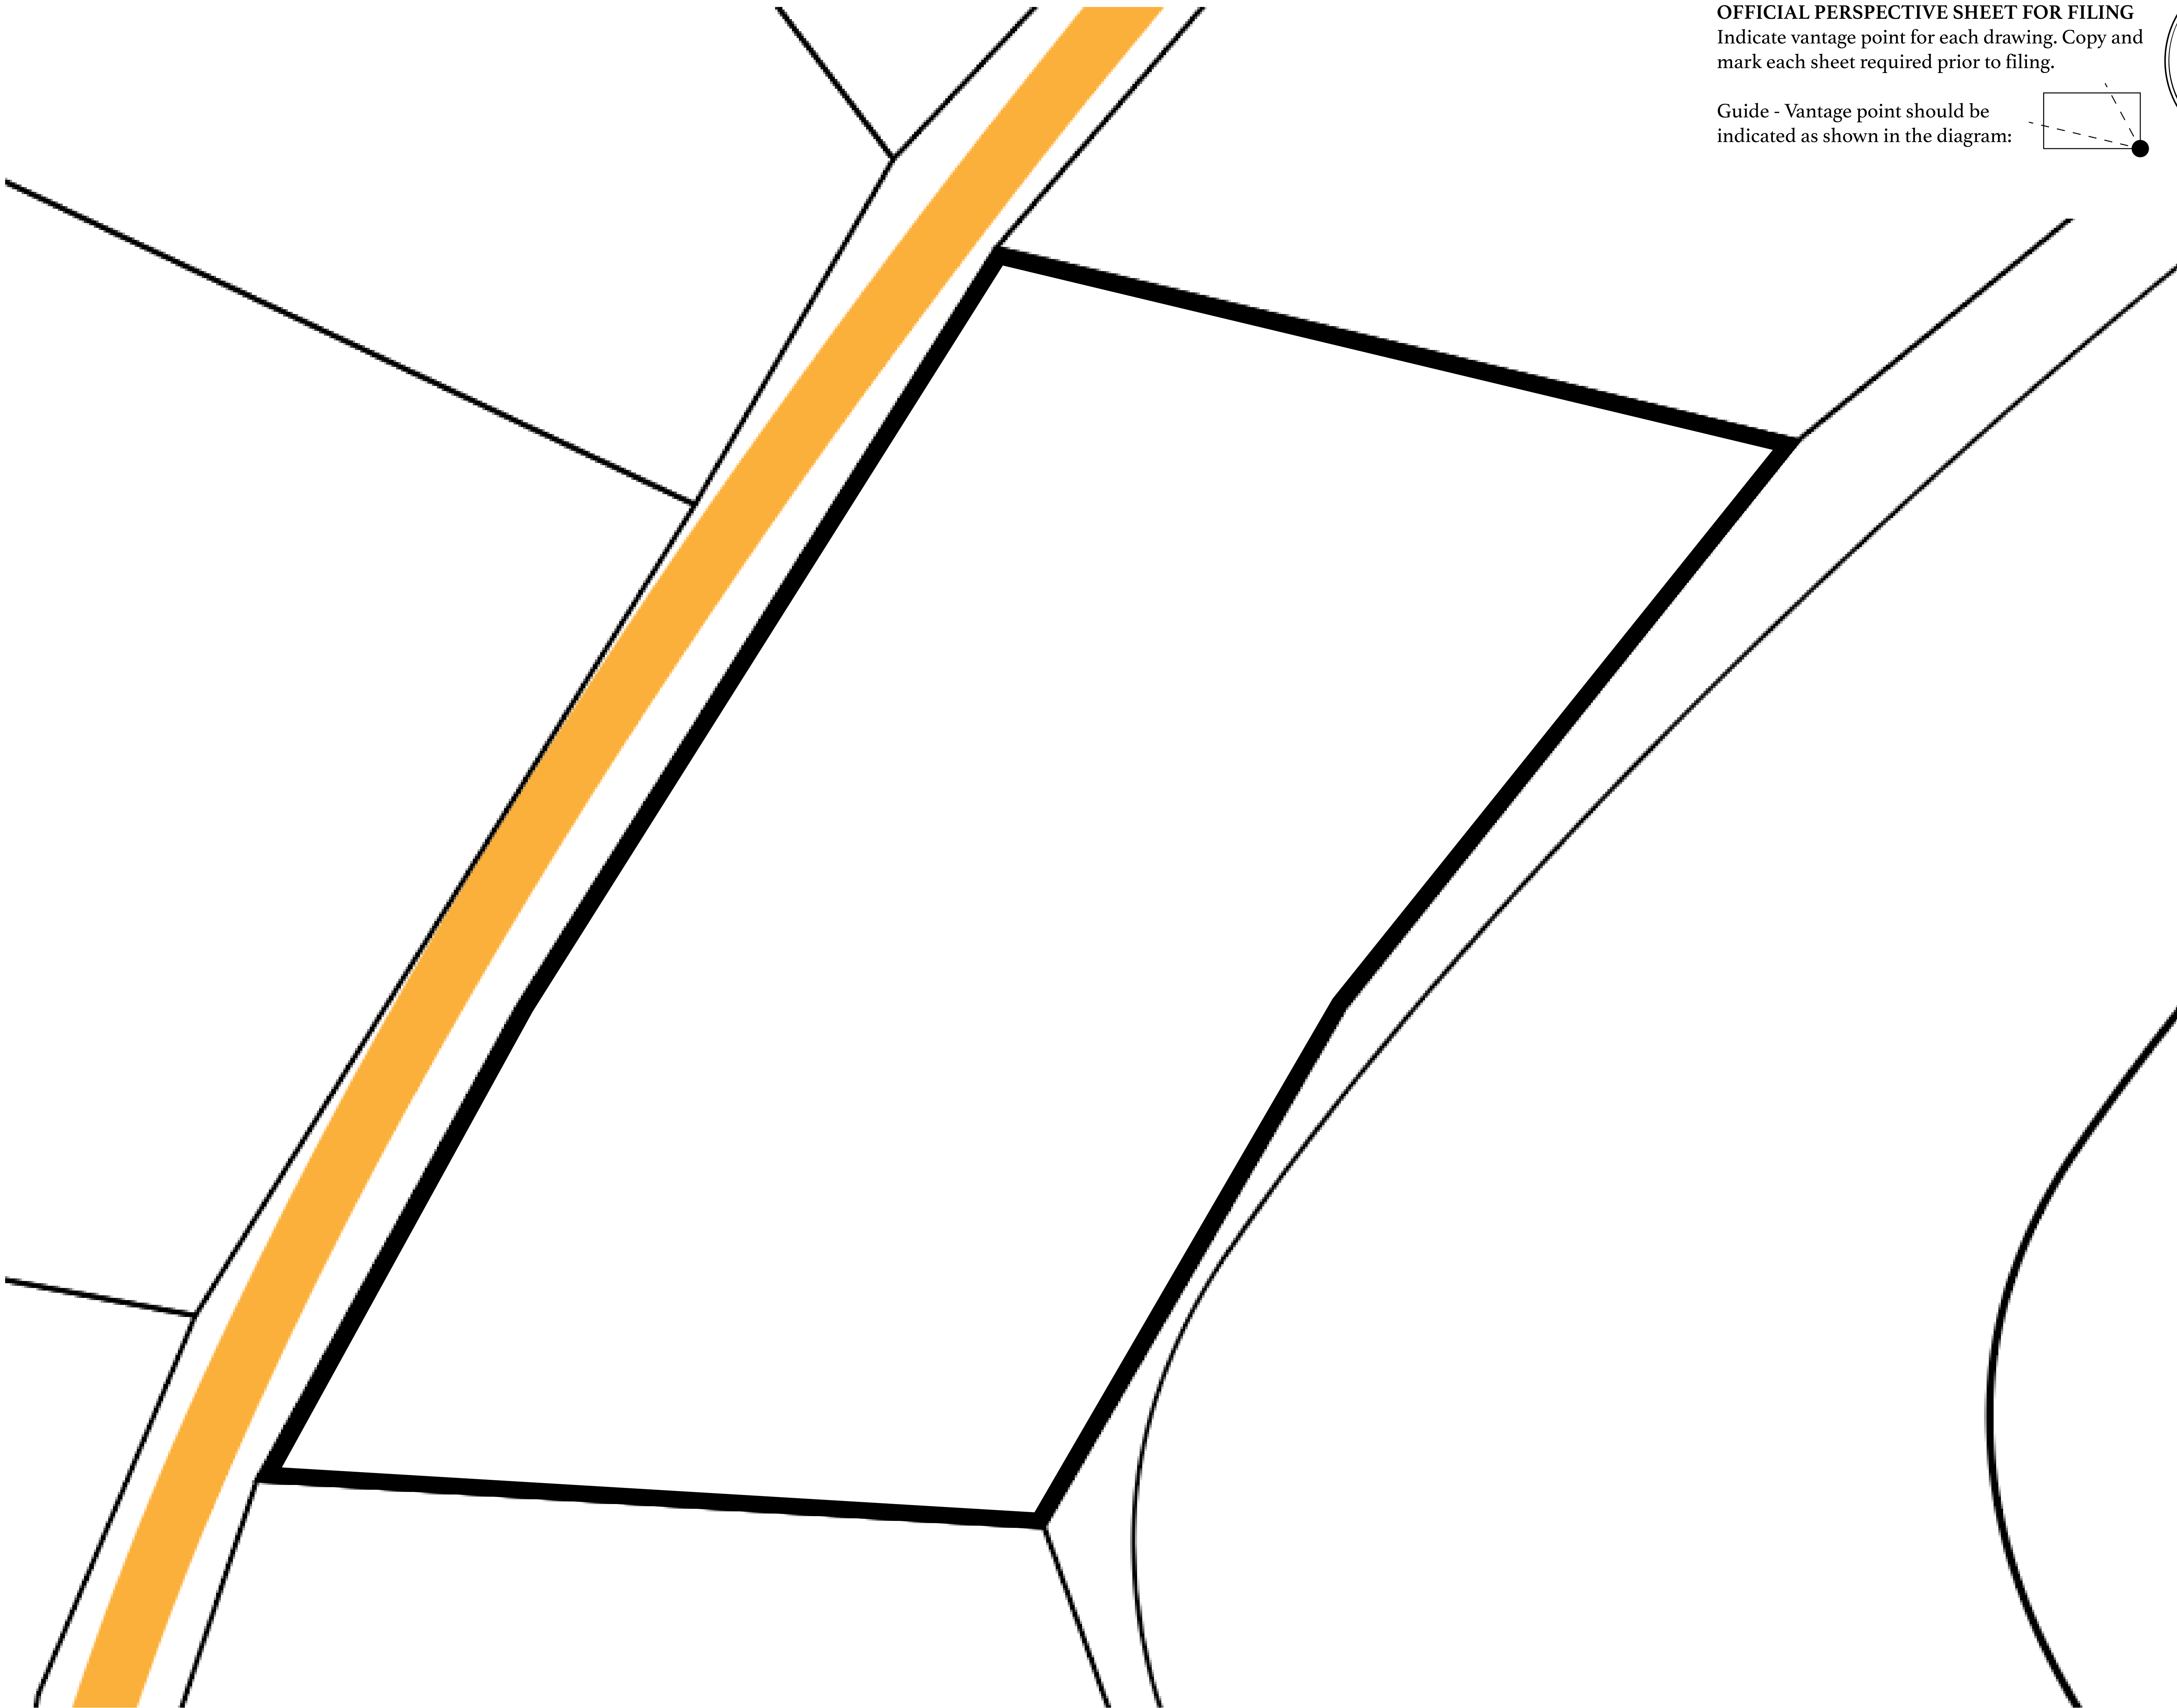 OFFICIAL PERSPECTIVE SHEET FOR FILING
Indicate vantage point for each drawing. Copy and
mark each sheet required prior to filing.
Guide - Vantage point should be
indicated as shown in the diagram: